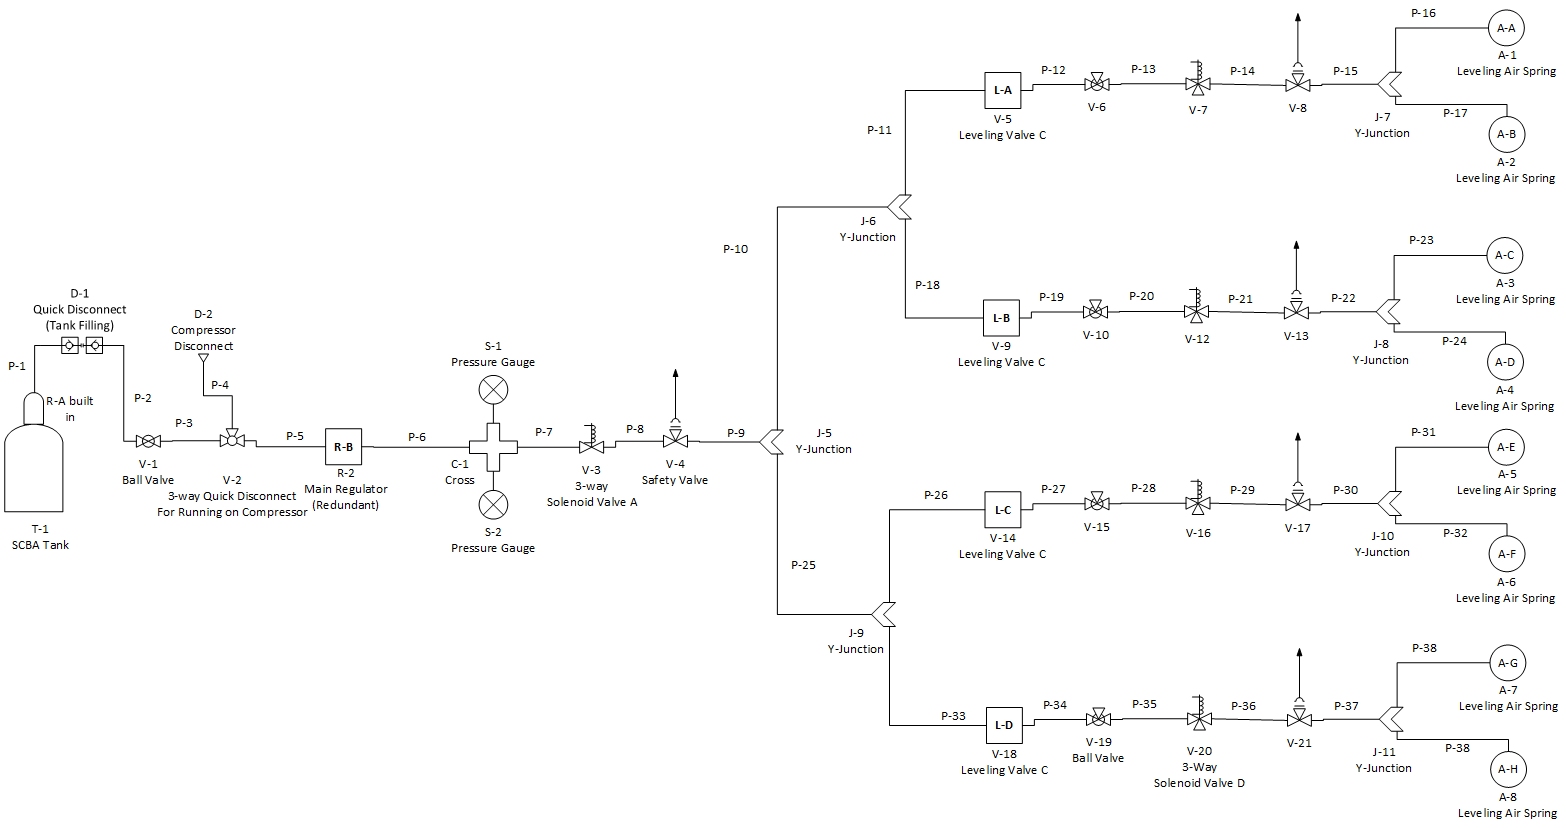 P-16
A-A
A-1
Leveling Air Spring
P-12
P-13
P-14
P-15
L-A
V-6
V-7
V-8
V-5
Leveling Valve C
J-7
Y-Junction
P-17
A-B
A-2
Leveling Air Spring
P-11
J-6
Y-Junction
P-10
P-23
A-C
A-3
Leveling Air Spring
P-18
P-19
P-20
P-21
P-22
L-B
V-10
V-12
V-13
V-9
Leveling Valve C
J-8
Y-Junction
P-24
A-D
A-4
Leveling Air Spring
D-1
Quick Disconnect
(Tank Filling)
D-2
Compressor
Disconnect
P-1
P-2
P-4
R-A built
in
P-3
P-5
R-B
P-6
S-1
Pressure Gauge
P-7
P-8
P-9
V-1
Ball Valve
V-2
3-way Quick Disconnect
For Running on Compressor
R-2
Main Regulator
(Redundant)
C-1
Cross
V-3
3-way
Solenoid Valve A
V-4
Safety Valve
J-5
Y-Junction
S-2
Pressure Gauge
T-1
SCBA Tank
P-31
A-E
A-5
Leveling Air Spring
P-26
P-27
P-28
P-29
P-30
L-C
V-15
V-16
V-17
V-14
Leveling Valve C
J-10
Y-Junction
P-32
A-F
A-6
Leveling Air Spring
P-25
J-9
Y-Junction
P-38
A-G
A-7
Leveling Air Spring
P-33
P-34
P-35
P-36
P-37
L-D
V-19
Ball Valve
V-20
3-Way
Solenoid Valve D
V-21
V-18
Leveling Valve C
J-11
Y-Junction
P-38
A-H
A-8
Leveling Air Spring